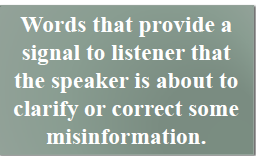 Words that provide a
signal to listener that
the speaker is about to
clarify or correct some
misinformation.